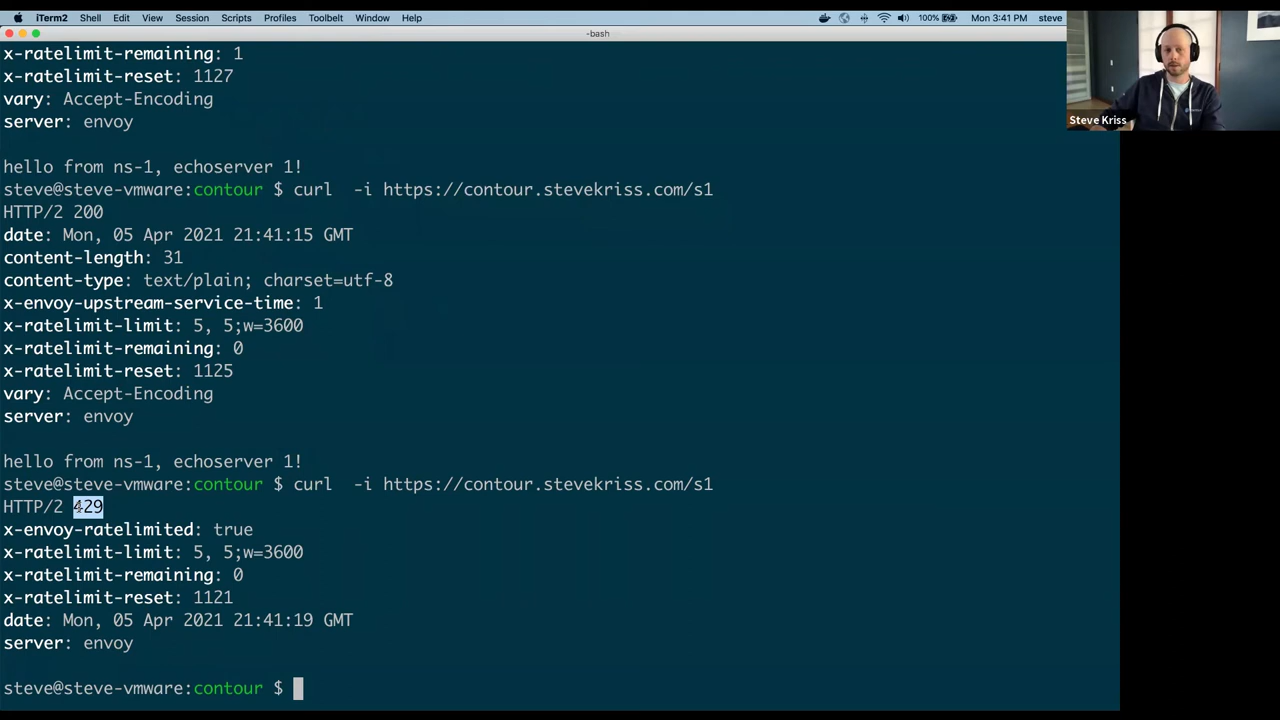 iTerm2 Shell Edit View Session Scripts Profiles Toolbelt Window Help 100% Mon 3:41 PM steve
-bash
x-ratelimit-remaining: 1
x-ratelimit-reset: 1127
vary: Accept-Encoding
server: envoy
hello from ns-1, echoserver 1!
steve@steve-vmware:contour $ curl  -i https://contour.stevekriss.com/s1
HTTP/2 200
date: Mon, 05 Apr 2021 21:41:15 GMT
content-length: 31
content-type: text/plain; charset=utf-8
x-envoy-upstream-service-time: 1
x-ratelimit-limit: 5, 5;w=3600
x-ratelimit-remaining: 0
x-ratelimit-reset: 1125
vary: Accept-Encoding
server: envoy
hello from ns-1, echoserver 1!
steve@steve-vmware:contour $ curl  -i https://contour.stevekriss.com/s1
HTTP/2 429
x-envoy-ratelimited: true
x-ratelimit-limit: 5, 5;w=3600
x-ratelimit-remaining: 0
x-ratelimit-reset: 1121
date: Mon, 05 Apr 2021 21:41:19 GMT
server: envoy
steve@steve-vmware:contour $
Steve Kriss